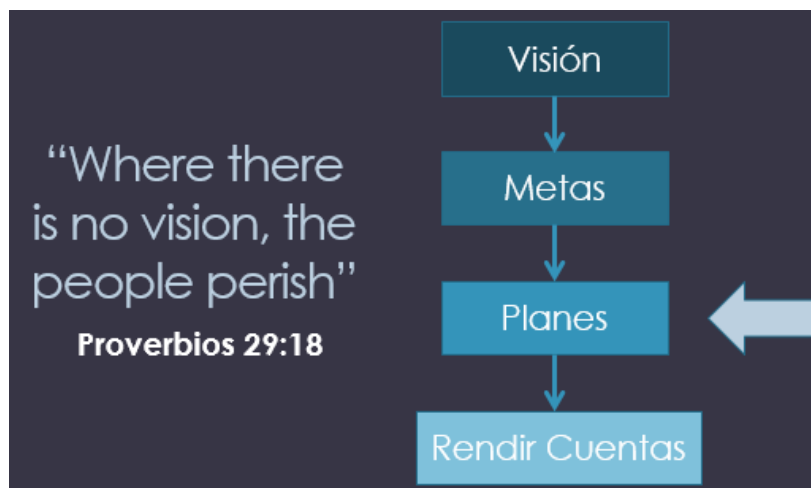 “Where there
is no vision, the
people perish”
Proverbios 29:18
Visión
Metas
Planes
Rendir Cuentas